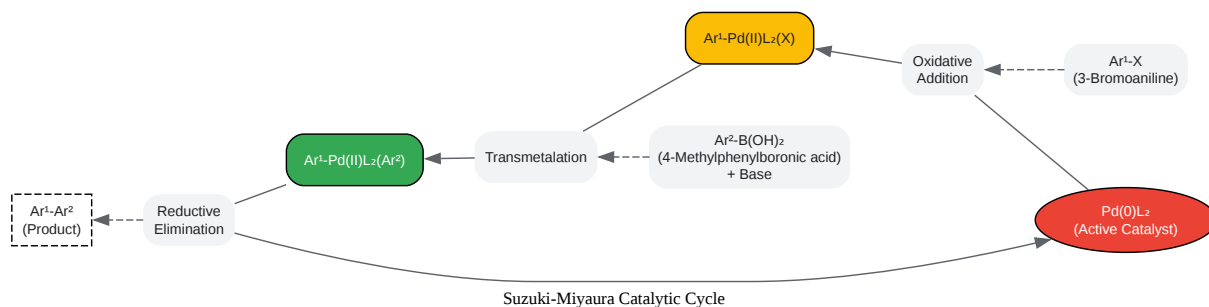 Ar¹-Pd(II)L₂(X)
Oxidative
Addition
Ar¹-X
(3-Bromoaniline)
Ar¹-Pd(II)L₂(Ar²)
Transmetalation
Ar²-B(OH)₂
(4-Methylphenylboronic acid)
+ Base
Ar¹-Ar²
(Product)
Reductive
Elimination
Pd(0)L₂
(Active Catalyst)
Suzuki-Miyaura Catalytic Cycle